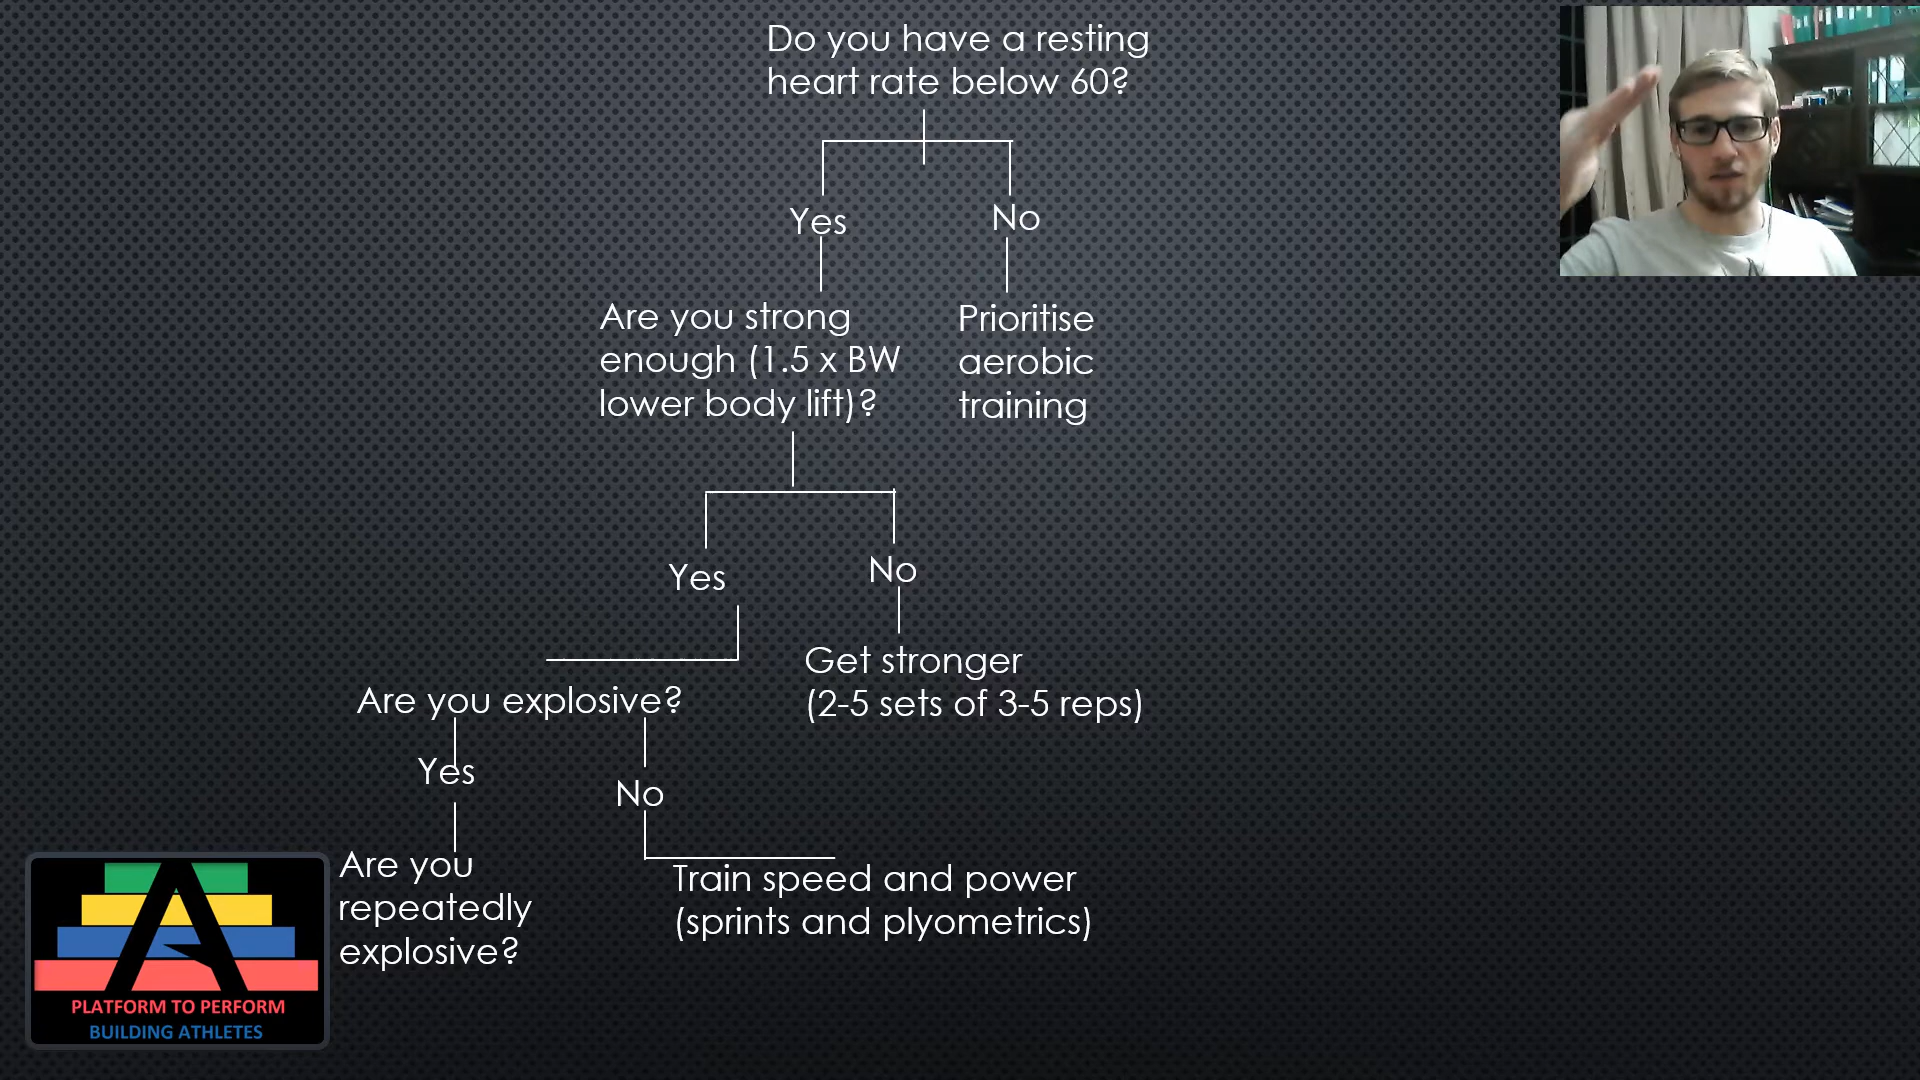 Do you have a resting
heart rate below 60?
Yes
No
Are you strong
enough (1.5 x BW
lower body lift)?
Prioritise
aerobic
training
Yes
No
Get stronger
(2-5 sets of 3-5 reps)
Are you explosive?
Yes
No
Are you
repeatedly
explosive?
Train speed and power
(sprints and plyometrics)
A
PLATFORM TO PERFORM
BUILDING ATHLETES